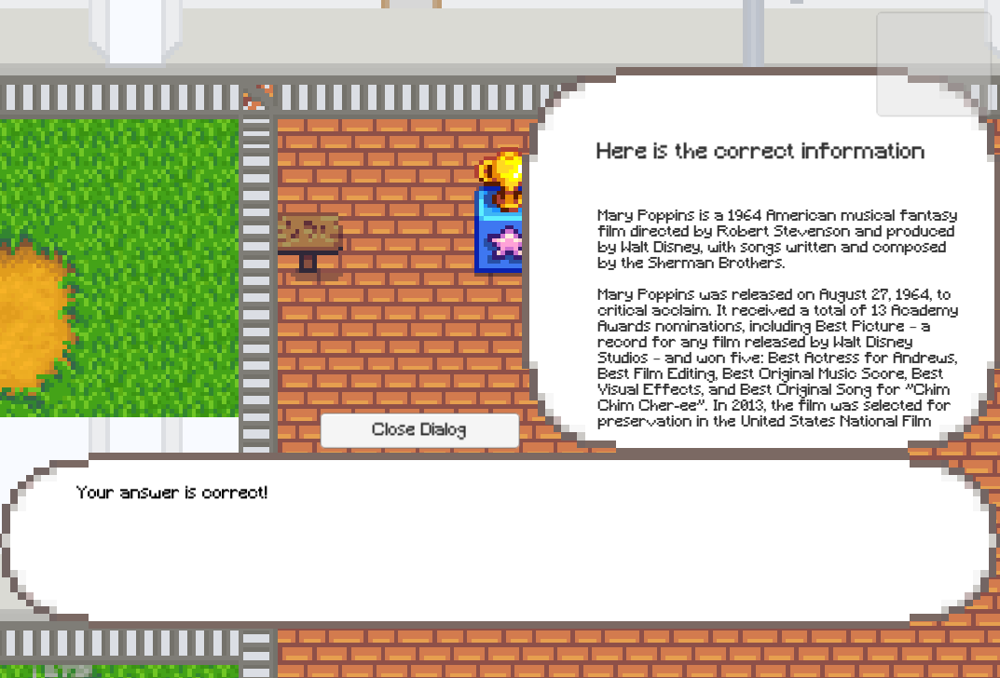 Here is the correct information
Mary Poppins is a 1964 American musical fantasy
film directed by Robert Stevenson and produced
by Walt Disney, with songs written and composed
by the Sherman Brothers.
Mary Poppins was released on August 27, 1964, to
critical acclaim. It received a total of 13 Academy
Awards nominations, including Best Picture – a
record for any film released by Walt Disney
Studios – and won five: Best Actress for Andrews,
Best Film Editing, Best Original Music Score, Best
Visual Effects, and Best Original Song for "Chim
Chim Cher-ee". In 2013, the film was selected for
preservation in the United States National Film
Close Dialog
Your answer is correct!